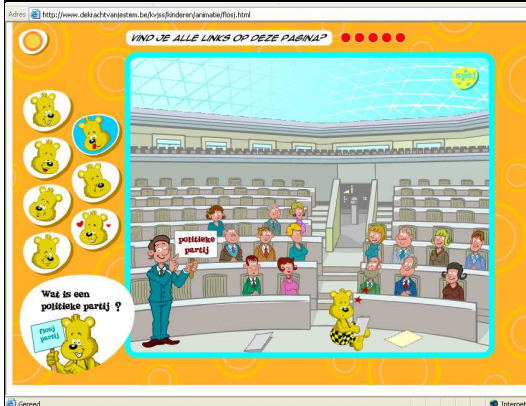 Adres http://www.dekrachtvanjestem.be/kvjss/kinderen/animatie/flosj.html
VIND JE ALLE LINKS OP DEZE PAGINA?
spel
politieke
partij
Wat is een
politieke partij ?
flosj
partij
Gereed
Internet